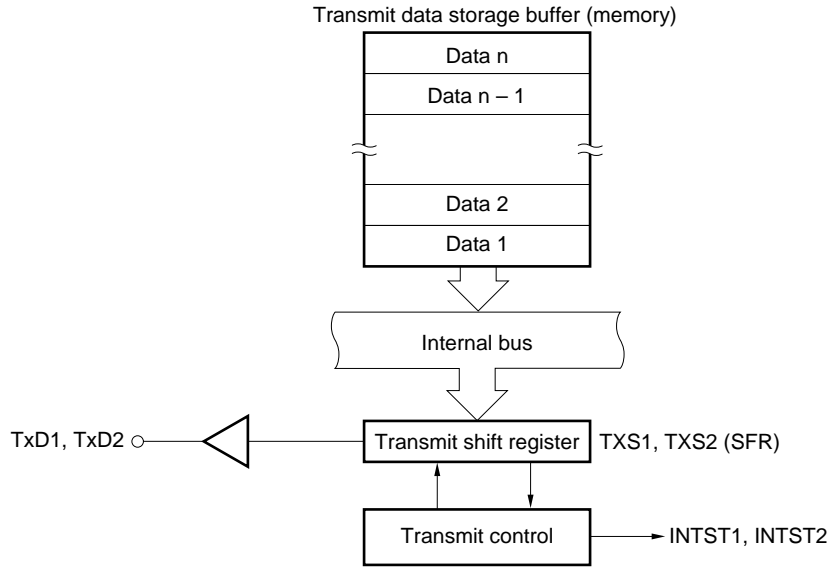 Transmit data storage buffer (memory)
Data n
Data n – 1
Data 2
Data 1
Internal bus
TxD1, TxD2
Transmit shift register
TXS1, TXS2 (SFR)
Transmit control
INTST1, INTST2